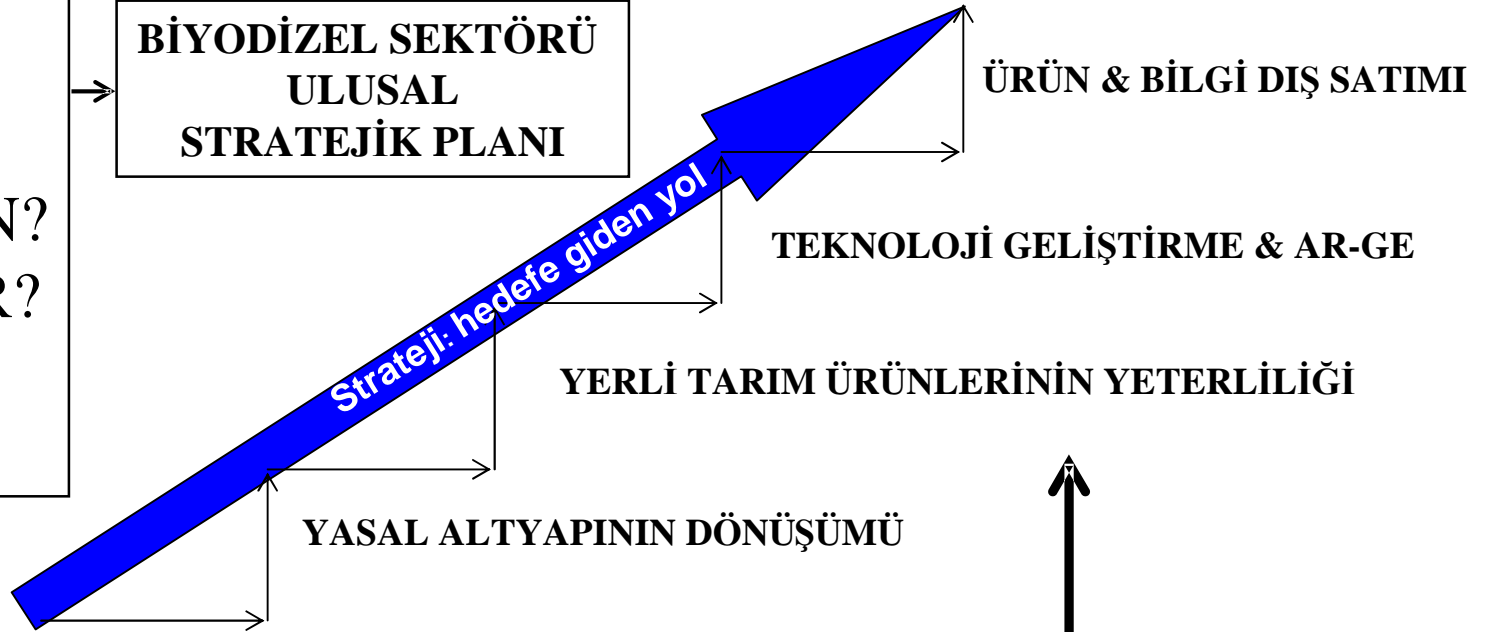 BİYODİZEL SEKTÖRÜ
ULUSAL
STRATEJİK PLANI
N?
R?
ÜRÜN & BİLGİ DIŞ SATIMI
TEKNOLOJİ GELİŞTİRME & AR-GE
Strateji: hedefe giden yol
YERLİ TARIM ÜRÜNLERİNİN YETERLİLİĞİ
YASAL ALTYAPININ DÖNÜŞÜMÜ